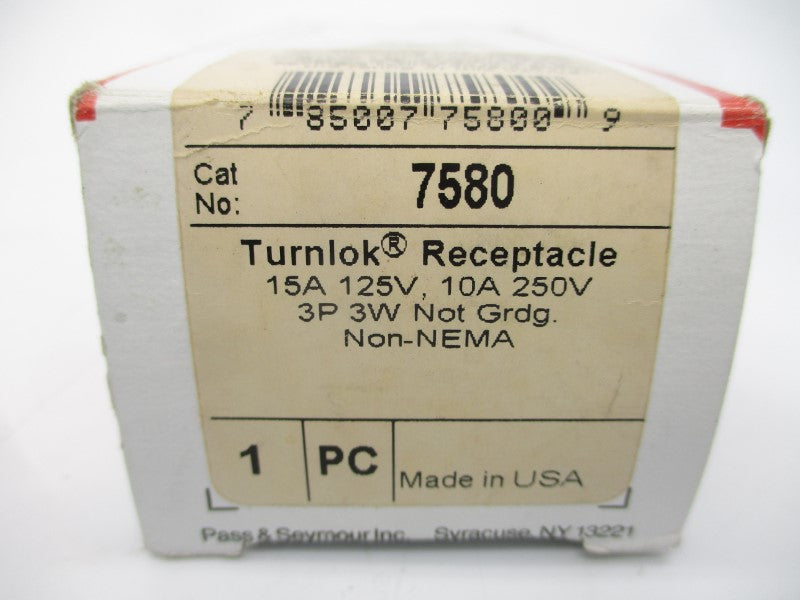 7 85007 75800 9
Cat No: 7580
Turnlok® Receptacle
15A 125V, 10A 250V
3P 3W Not Grdg.
Non-NEMA
1 PC Made in USA
Pass & Seymour Inc. Syracuse, NY 13221